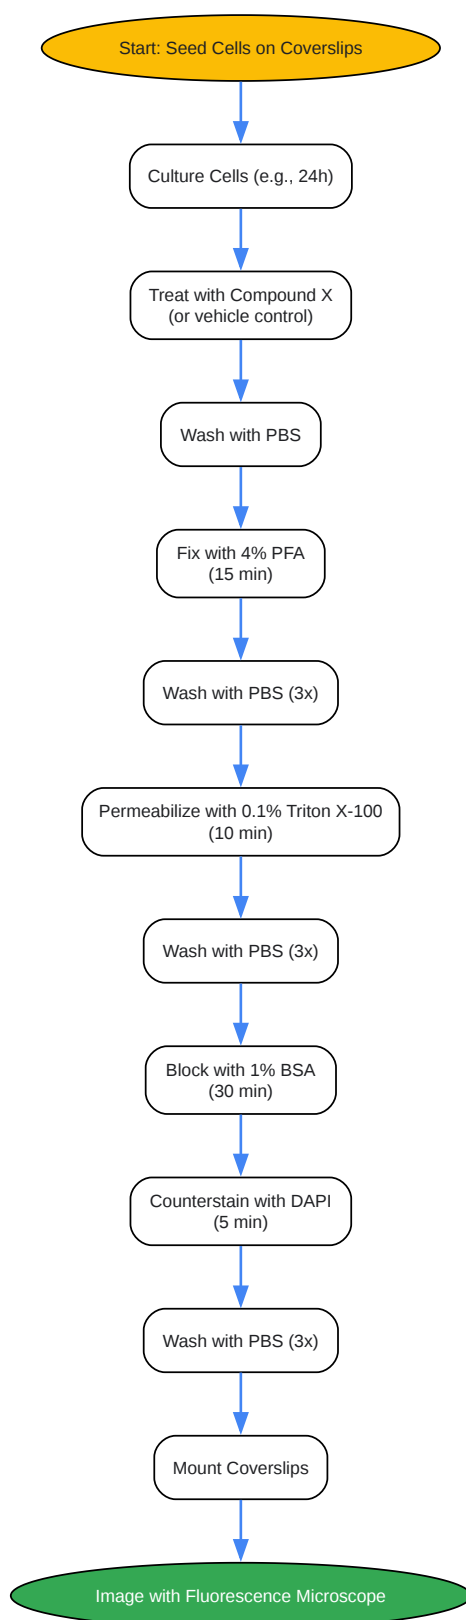 Start: Seed Cells on Coverslips
Culture Cells (e.g., 24h)
Treat with Compound X
(or vehicle control)
Wash with PBS
Fix with 4% PFA
(15 min)
Wash with PBS (3x)
Permeabilize with 0.1% Triton X-100
(10 min)
Wash with PBS (3x)
Block with 1% BSA
(30 min)
Counterstain with DAPI
(5 min)
Wash with PBS (3x)
Mount Coverslips
Image with Fluorescence Microscope